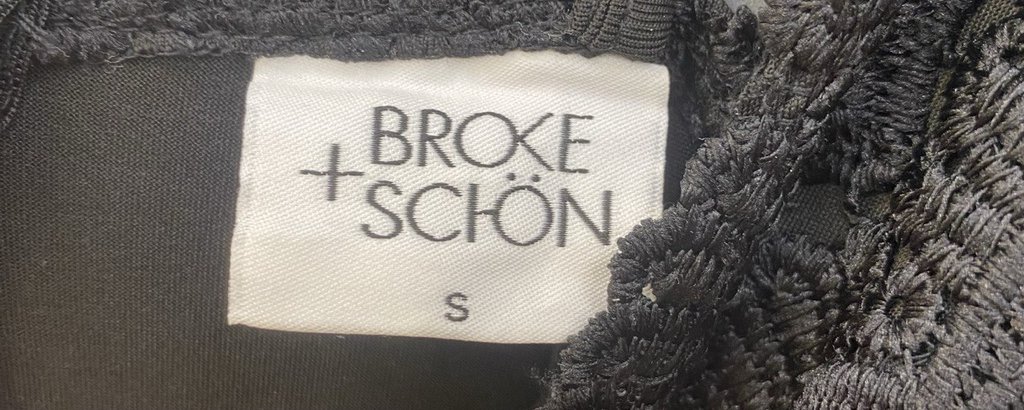 BROKE
+SCHÖN
S